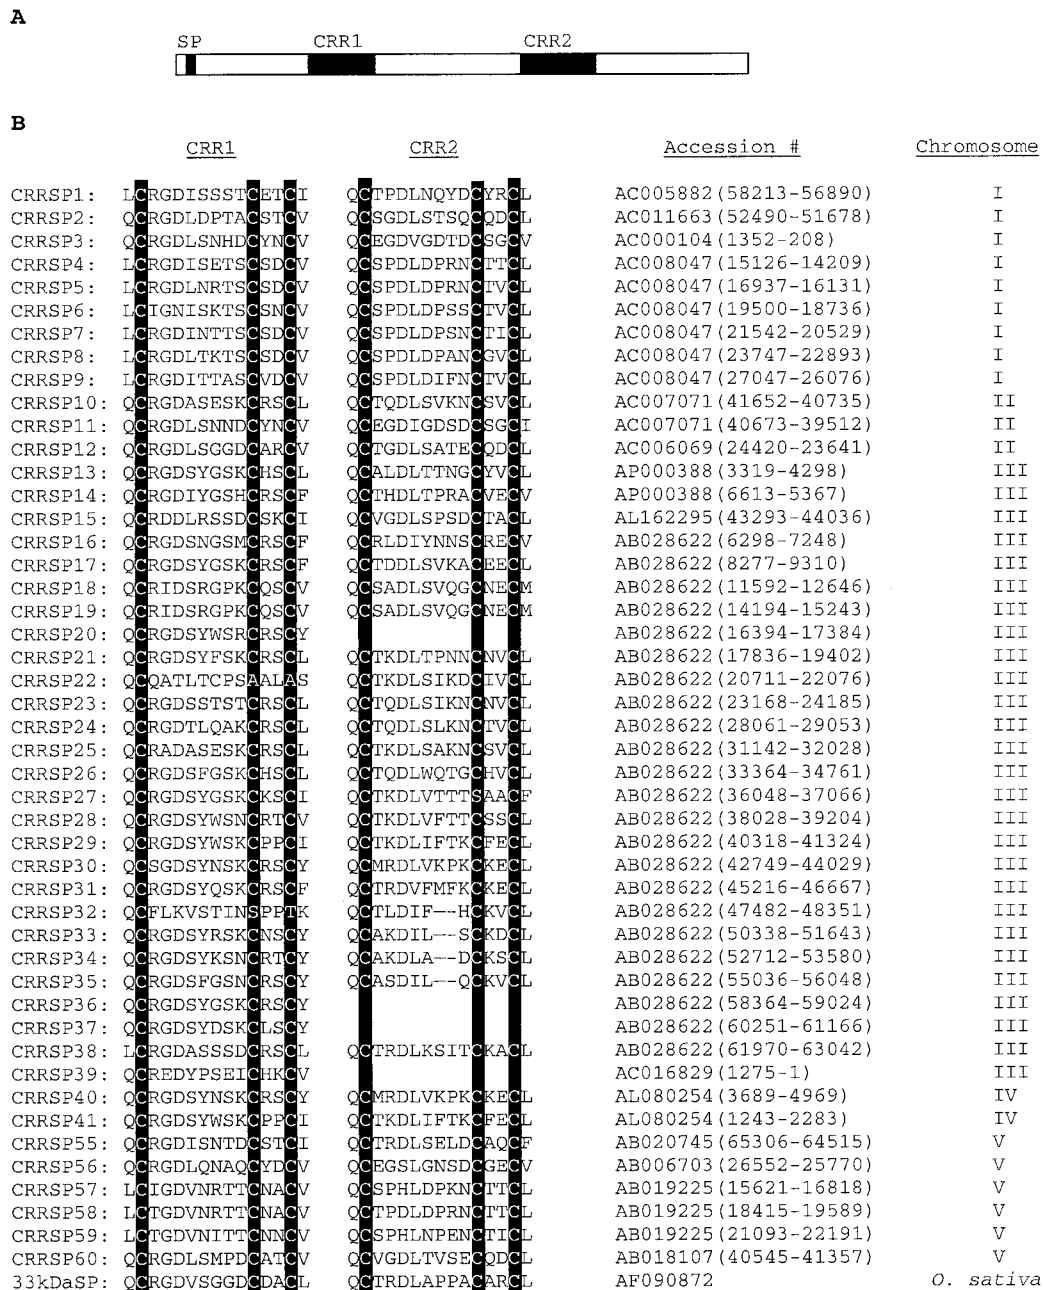 A
SP CRR1 CRR2
B
CRR1 CRR2 Accession # Chromosome
CRRSP1: LCRGDISSSTCETCI QCTPDLNQYDCYRCL AC005882(58213-56890) I
CRRSP2: QCRGDLDPTACSTCV QCSGDLSTSQCQDCL AC011663(52490-51678) I
CRRSP3: QCRGDLSNHDCYNCV QCEGDVGDTDCSGCV AC000104(1352-208) I
CRRSP4: LCRGDISETSCSDCV QCSPDLDPRNCTTCL AC008047(15126-14209) I
CRRSP5: LCRGDLNRTSCSDCV QCSPDLDPRNCTVCL AC008047(16937-16131) I
CRRSP6: LCIGNISKTSCSNCV QCSPDLDPSSCTVCL AC008047(19500-18736) I
CRRSP7: LCRGDINTTSCSDCV QCSPDLDPSNCTICL AC008047(21542-20529) I
CRRSP8: LCRGDLTKTSCSDCV QCSPDLDPANCGVCL AC008047(23747-22893) I
CRRSP9: LCRGDITTASCVDCV QCSPDLDIFNCTVCL AC008047(27047-26076) I
CRRSP10: QCRGDASESKCRSCL QCTQDLSVKNCSVCL AC007071(41652-40735) II
CRRSP11: QCRGDLSNNDCYNCV QCEGDIGDSDCSGCI AC007071(40673-39512) II
CRRSP12: QCRGDLSGGDCARCV QCTGDLSATECQDCL AC006069(24420-23641) II
CRRSP13: QCRGDSYGSKCHSCL QCALDLTTNGCYVCL AP000388(3319-4298) III
CRRSP14: QCRGDIYGSHCRSCF QCTHDLTPRACVECV AP000388(6613-5367) III
CRRSP15: QCRDDLRSSDCSKCI QCVGDLSPSDCTACL AL162295(43293-44036) III
CRRSP16: QCRGDSNGSMCRSCF QCRLDIYNNSCRECV AB028622(6298-7248) III
CRRSP17: QCRGDSYGSKCRSCF QCTDDLSVKACEECL AB028622(8277-9310) III
CRRSP18: QCRIDSRGPKCQSCV QCSADLSVQGCNECM AB028622(11592-12646) III
CRRSP19: QCRIDSRGPKCQSCV QCSADLSVQGCNECM AB028622(14194-15243) III
CRRSP20: QCRGDSYWSRCRSCY AB028622(16394-17384) III
CRRSP21: QCRGDSYFSKCRSCL QCTKDLTPNNCNVCL AB028622(17836-19402) III
CRRSP22: QCQATLTCPSAALAS QCTKDLSIKDCIVCL AB028622(20711-22076) III
CRRSP23: QCRGDSSTSTCRSCL QCTQDLSIKNCNVCL AB028622(23168-24185) III
CRRSP24: QCRGDTLQAKCRSCL QCTQDLSLKNCTVCL AB028622(28061-29053) III
CRRSP25: QCRADASESKCRSCL QCTKDLSAKNCSVCL AB028622(31142-32028) III
CRRSP26: QCRGDSFGSKCHSCL QCTQDLWQTGCHVCL AB028622(33364-34761) III
CRRSP27: QCRGDSYGSKCKSCI QCTKDLVTTTSAACF AB028622(36048-37066) III
CRRSP28: QCRGDSYWSNCRTCV QCTKDLVFTTCSSCL AB028622(38028-39204) III
CRRSP29: QCRGDSYWSKCPPCI QCTKDLIFTKCFECL AB028622(40318-41324) III
CRRSP30: QCSGDSYNSKCRSCY QCMRDLVKPKCKECL AB028622(42749-44029) III
CRRSP31: QCRGDSYQSKCRSCF QCTRDVFMFKCKECL AB028622(45216-46667) III
CRRSP32: QCFLKVSTINSPPTK QCTLDIF--HCKVCL AB028622(47482-48351) III
CRRSP33: QCRGDSYRSKCNSCY QCAKDIL--SCKDCL AB028622(50338-51643) III
CRRSP34: QCRGDSYKSNCRTCY QCAKDLA--DCKSCL AB028622(52712-53580) III
CRRSP35: QCRGDSFGSNCRSCY QCASDIL--QCKVCL AB028622(55036-56048) III
CRRSP36: QCRGDSYGSKCRSCY AB028622(58364-59024) III
CRRSP37: QCRGDSYDSKCLSCY AB028622(60251-61166) III
CRRSP38: LCRGDASSSDCRSCL QCTRDLKSITCKACL AB028622(61970-63042) III
CRRSP39: QCREDYPSEICHKCV AC016829(1275-1) III
CRRSP40: QCRGDSYNSKCRSCY QCMRDLVKPKCKECL AL080254(3689-4969) IV
CRRSP41: QCRGDSYWSKCPPCI QCTKDLIFTKCFECL AL080254(1243-2283) IV
CRRSP55: QCRGDISNTDCSTCI QCTRDLSELDCAQCF AB020745(65306-64515) V
CRRSP56: QCRGDLQNAQCYDCV QCEGSLGNSDCGECV AB006703(26552-25770) V
CRRSP57: LCIGDVNRTTCNACV QCSPHLDPKNCTTCL AB019225(15621-16818) V
CRRSP58: LCTGDVNRTTCNACV QCTPDLDPRNCTTCL AB019225(18415-19589) V
CRRSP59: LCTGDVNITTCNNCV QCSPHLNPENCTICL AB019225(21093-22191) V
CRRSP60: QCRGDLSMPDCATCV QCVGDLTVSECQDCL AB018107(40545-41357) V
33kDaSP: QCRGDVSGGDCDACL QCTRDLAPPACARCL AF090872 O. sativa